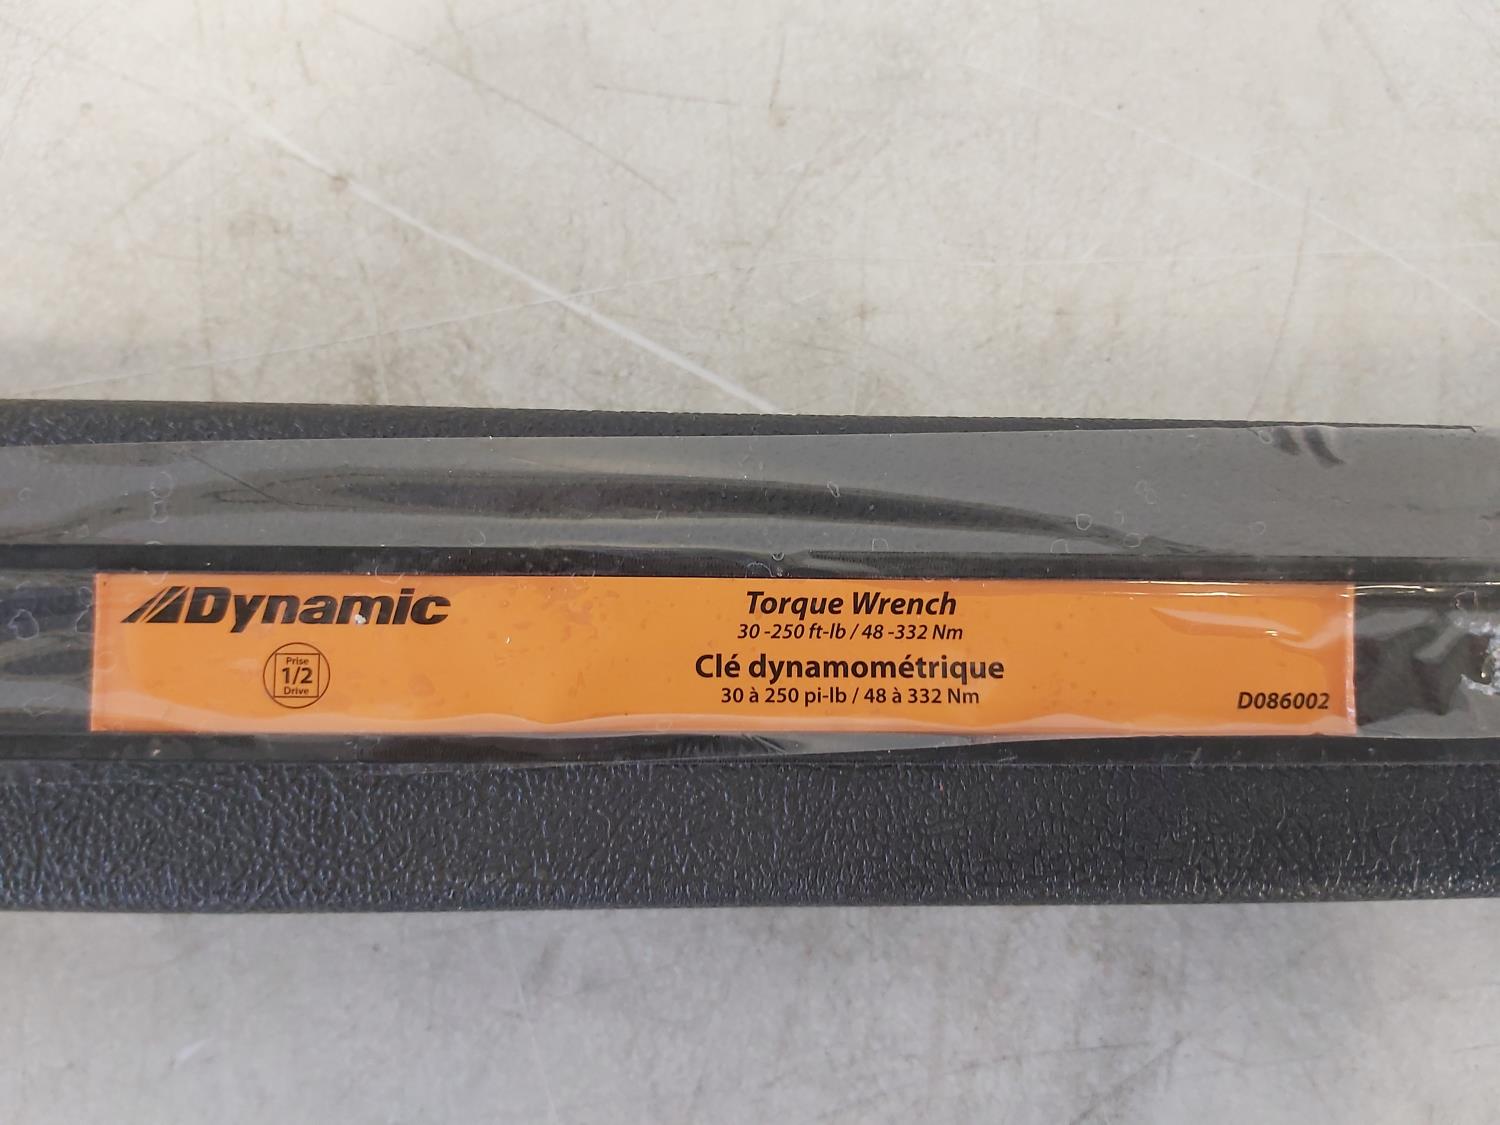 Dynamic
Prise
1/2
Drive
Torque Wrench
30 -250 ft-lb / 48 -332 Nm
Clé dynamométrique
30 à 250 pi-lb / 48 à 332 Nm
D086002